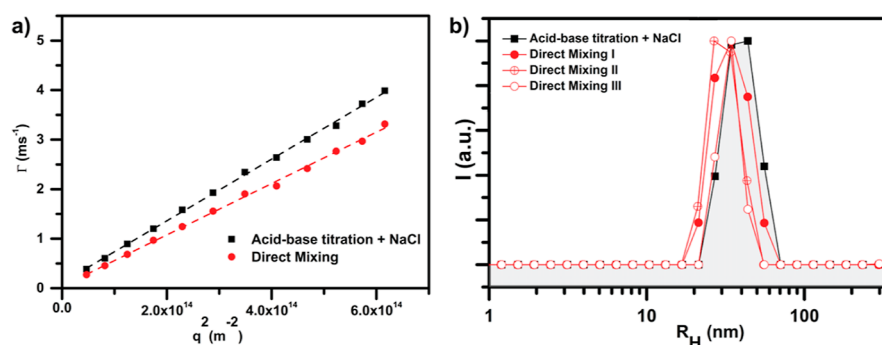 a)
5
4
3
2
1
0
Γ (ms⁻¹)
Acid-base titration + NaCl
Direct Mixing
0.0
2.0x10¹⁴
4.0x10¹⁴
6.0x10¹⁴
q² (m⁻²)
b)
Acid-base titration + NaCl
Direct Mixing I
Direct Mixing II
Direct Mixing III
I (a.u.)
1
10
100
R_H (nm)